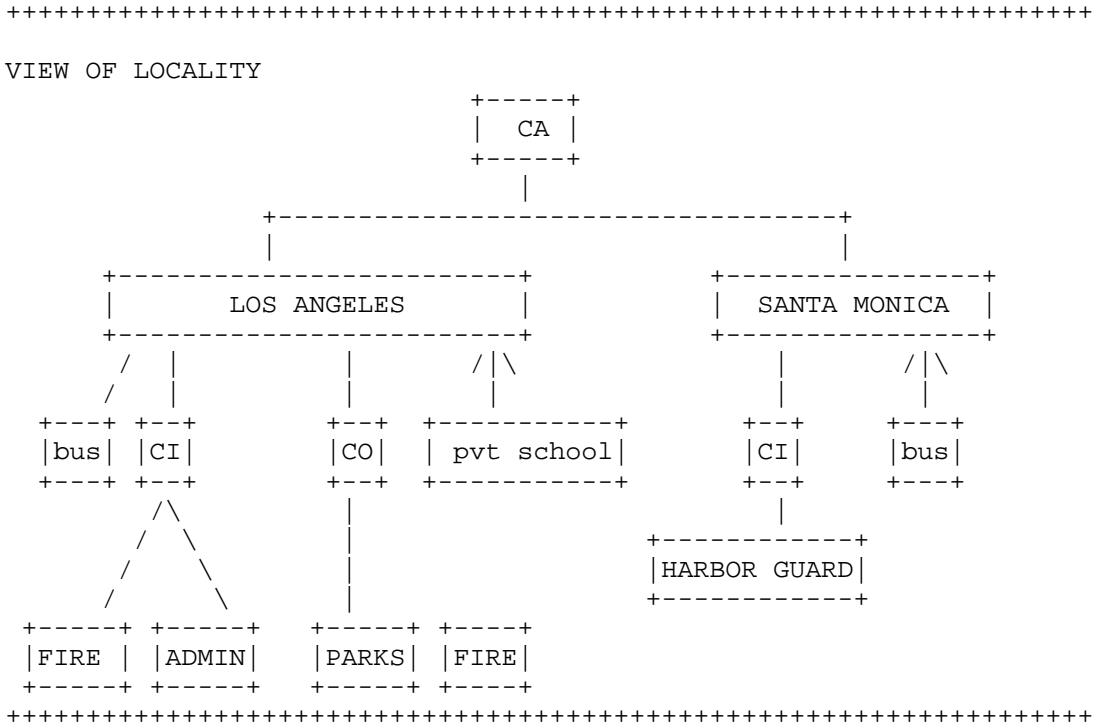 VIEW OF LOCALITY
CA
LOS ANGELES SANTA MONICA
bus CI CO pvt school CI bus
HARBOR GUARD
FIRE ADMIN PARKS FIRE